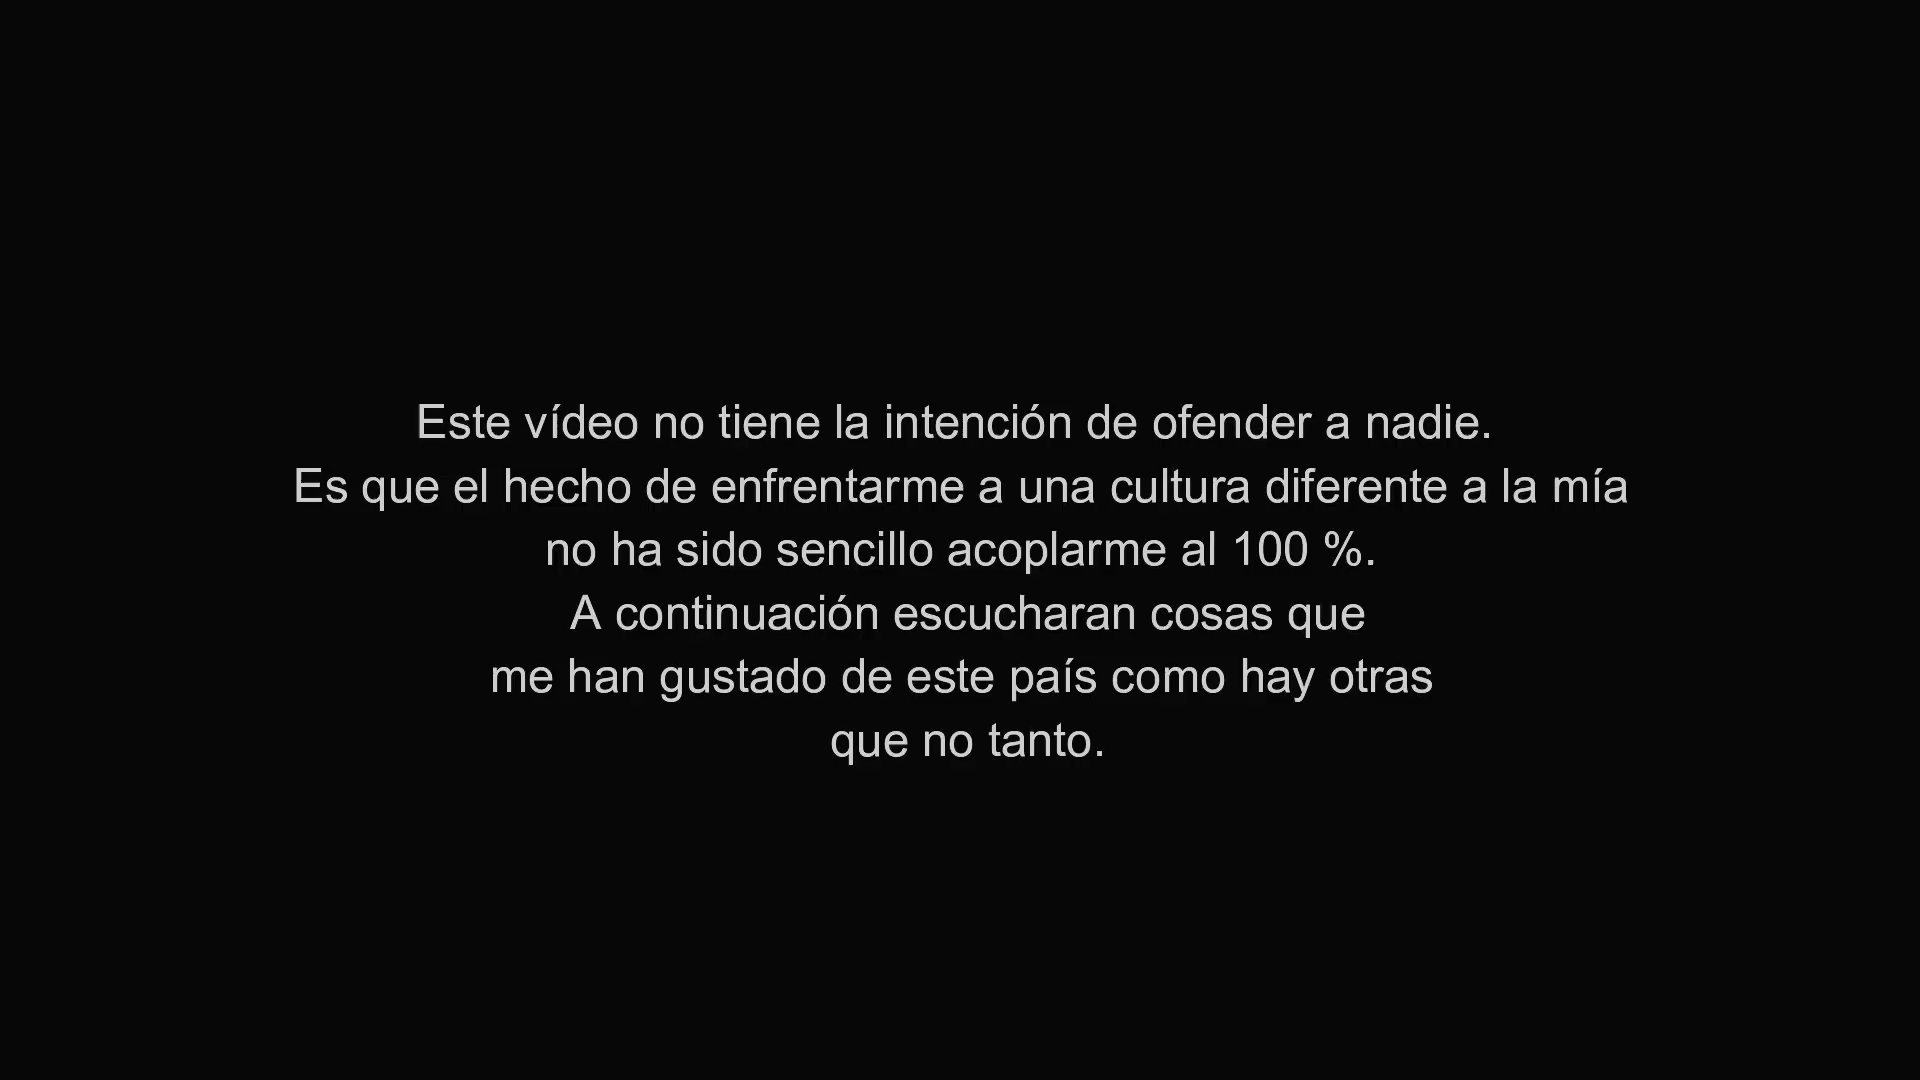 Este vídeo no tiene la intención de ofender a nadie.
Es que el hecho de enfrentarme a una cultura diferente a la mía
no ha sido sencillo acoplarme al 100 %.
A continuación escucharan cosas que
me han gustado de este país como hay otras
que no tanto.